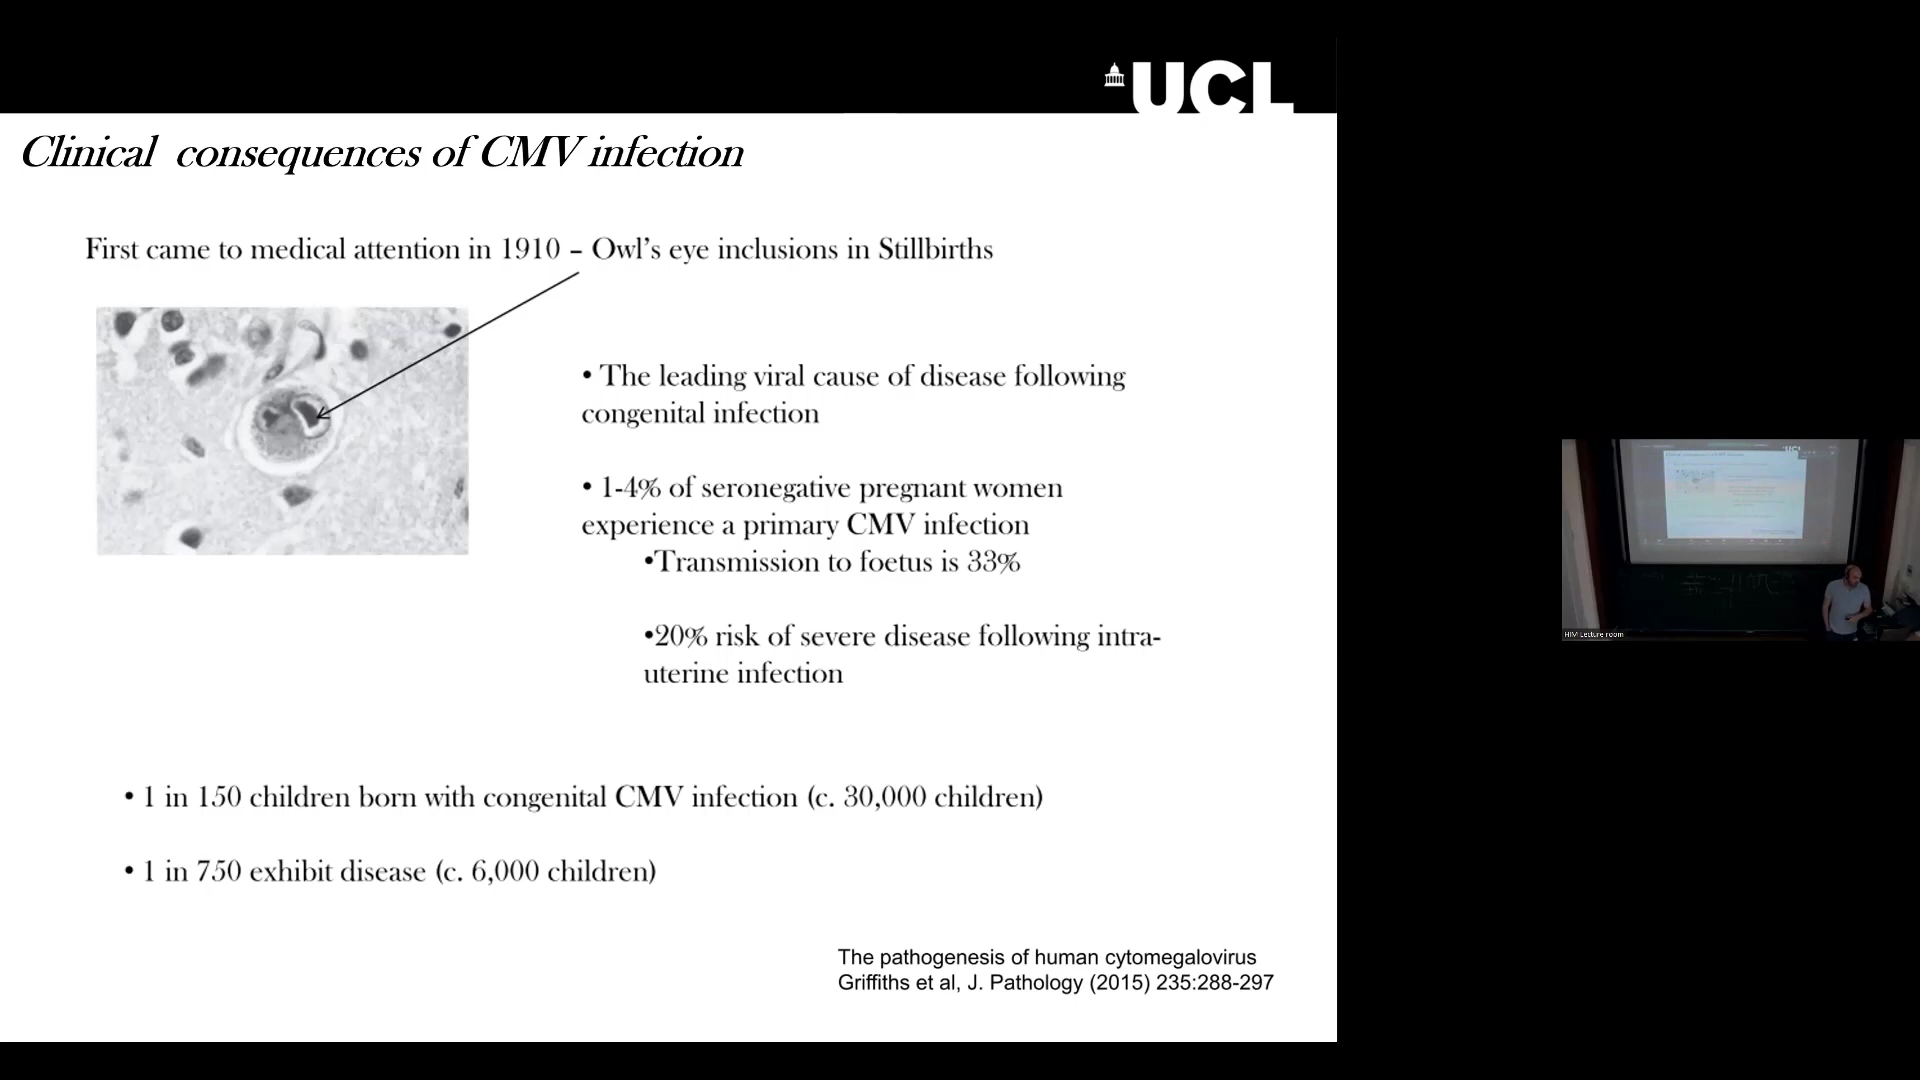 UCL
Clinical consequences of CMV infection
First came to medical attention in 1910 – Owl's eye inclusions in Stillbirths
• The leading viral cause of disease following
congenital infection
• 1-4% of seronegative pregnant women
experience a primary CMV infection
•Transmission to foetus is 33%
•20% risk of severe disease following intra-
uterine infection
• 1 in 150 children born with congenital CMV infection (c. 30,000 children)
• 1 in 750 exhibit disease (c. 6,000 children)
The pathogenesis of human cytomegalovirus
Griffiths et al, J. Pathology (2015) 235:288-297
HIM Lecture room